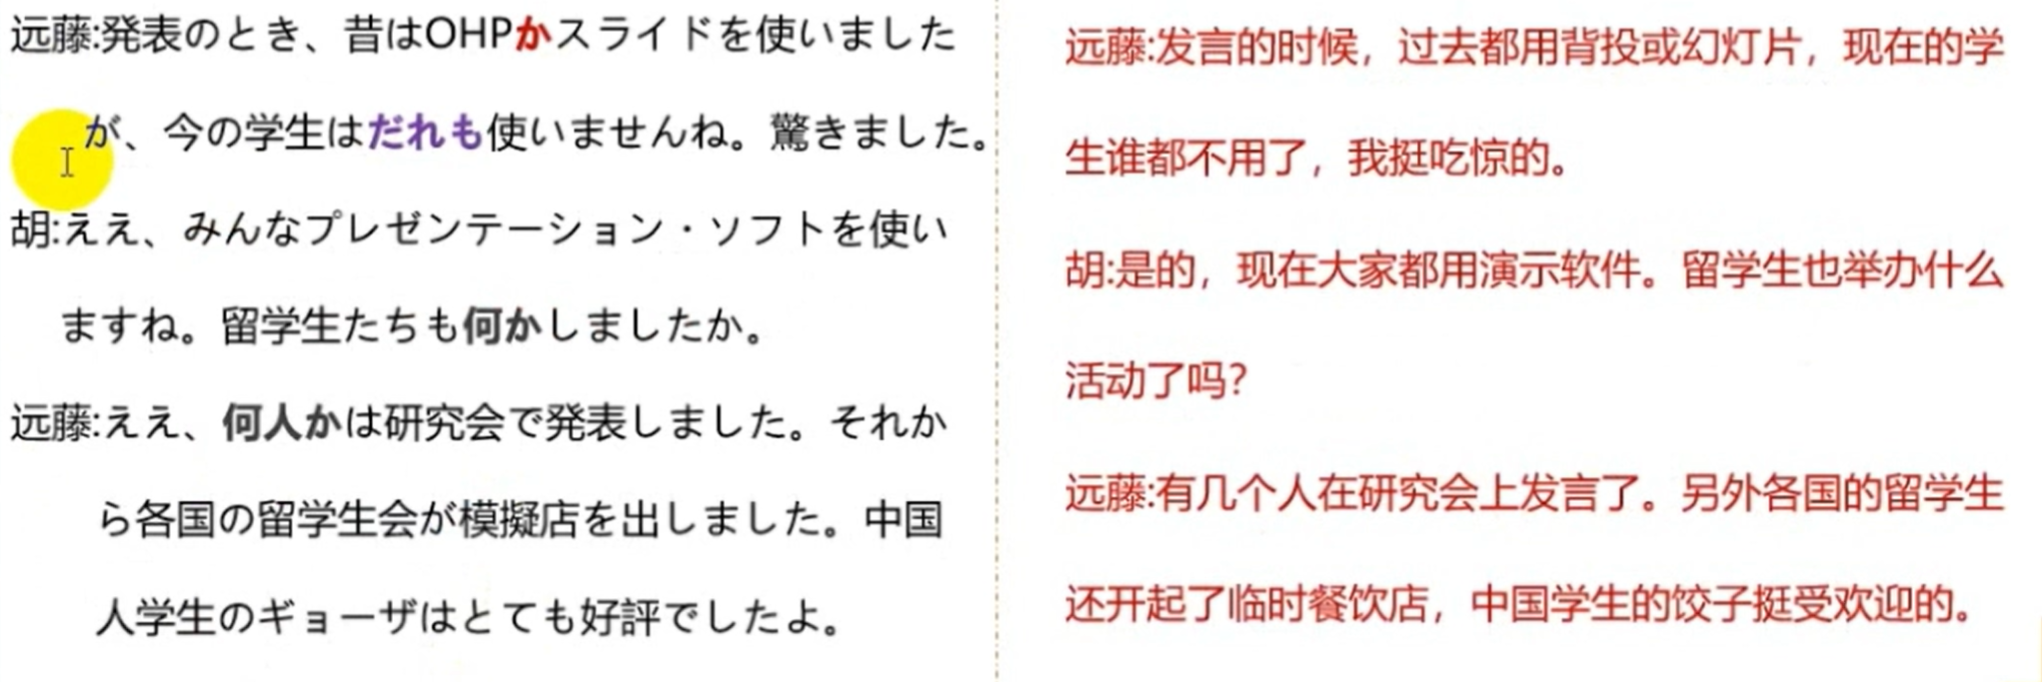 远藤:発表のとき、昔はOHPかスライドを使いました
が、今の学生はだれも使いませんね。驚きました。
胡:ええ、みんなプレゼンテーション・ソフトを使い
ますね。留学生たちも何かしましたか。
远藤:ええ、何人かは研究会で発表しました。それか
ら各国の留学生会が模擬店を出しました。中国
人学生のギョーザはとても好評でしたよ。
远藤:发言的时候，过去都用背投或幻灯片，现在的学
生谁都不用了，我挺吃惊的。
胡:是的，现在大家都用演示软件。留学生也举办什么
活动了吗?
远藤:有几个人在研究会上发言了。另外各国的留学生
还开起了临时餐饮店，中国学生的饺子挺受欢迎的。